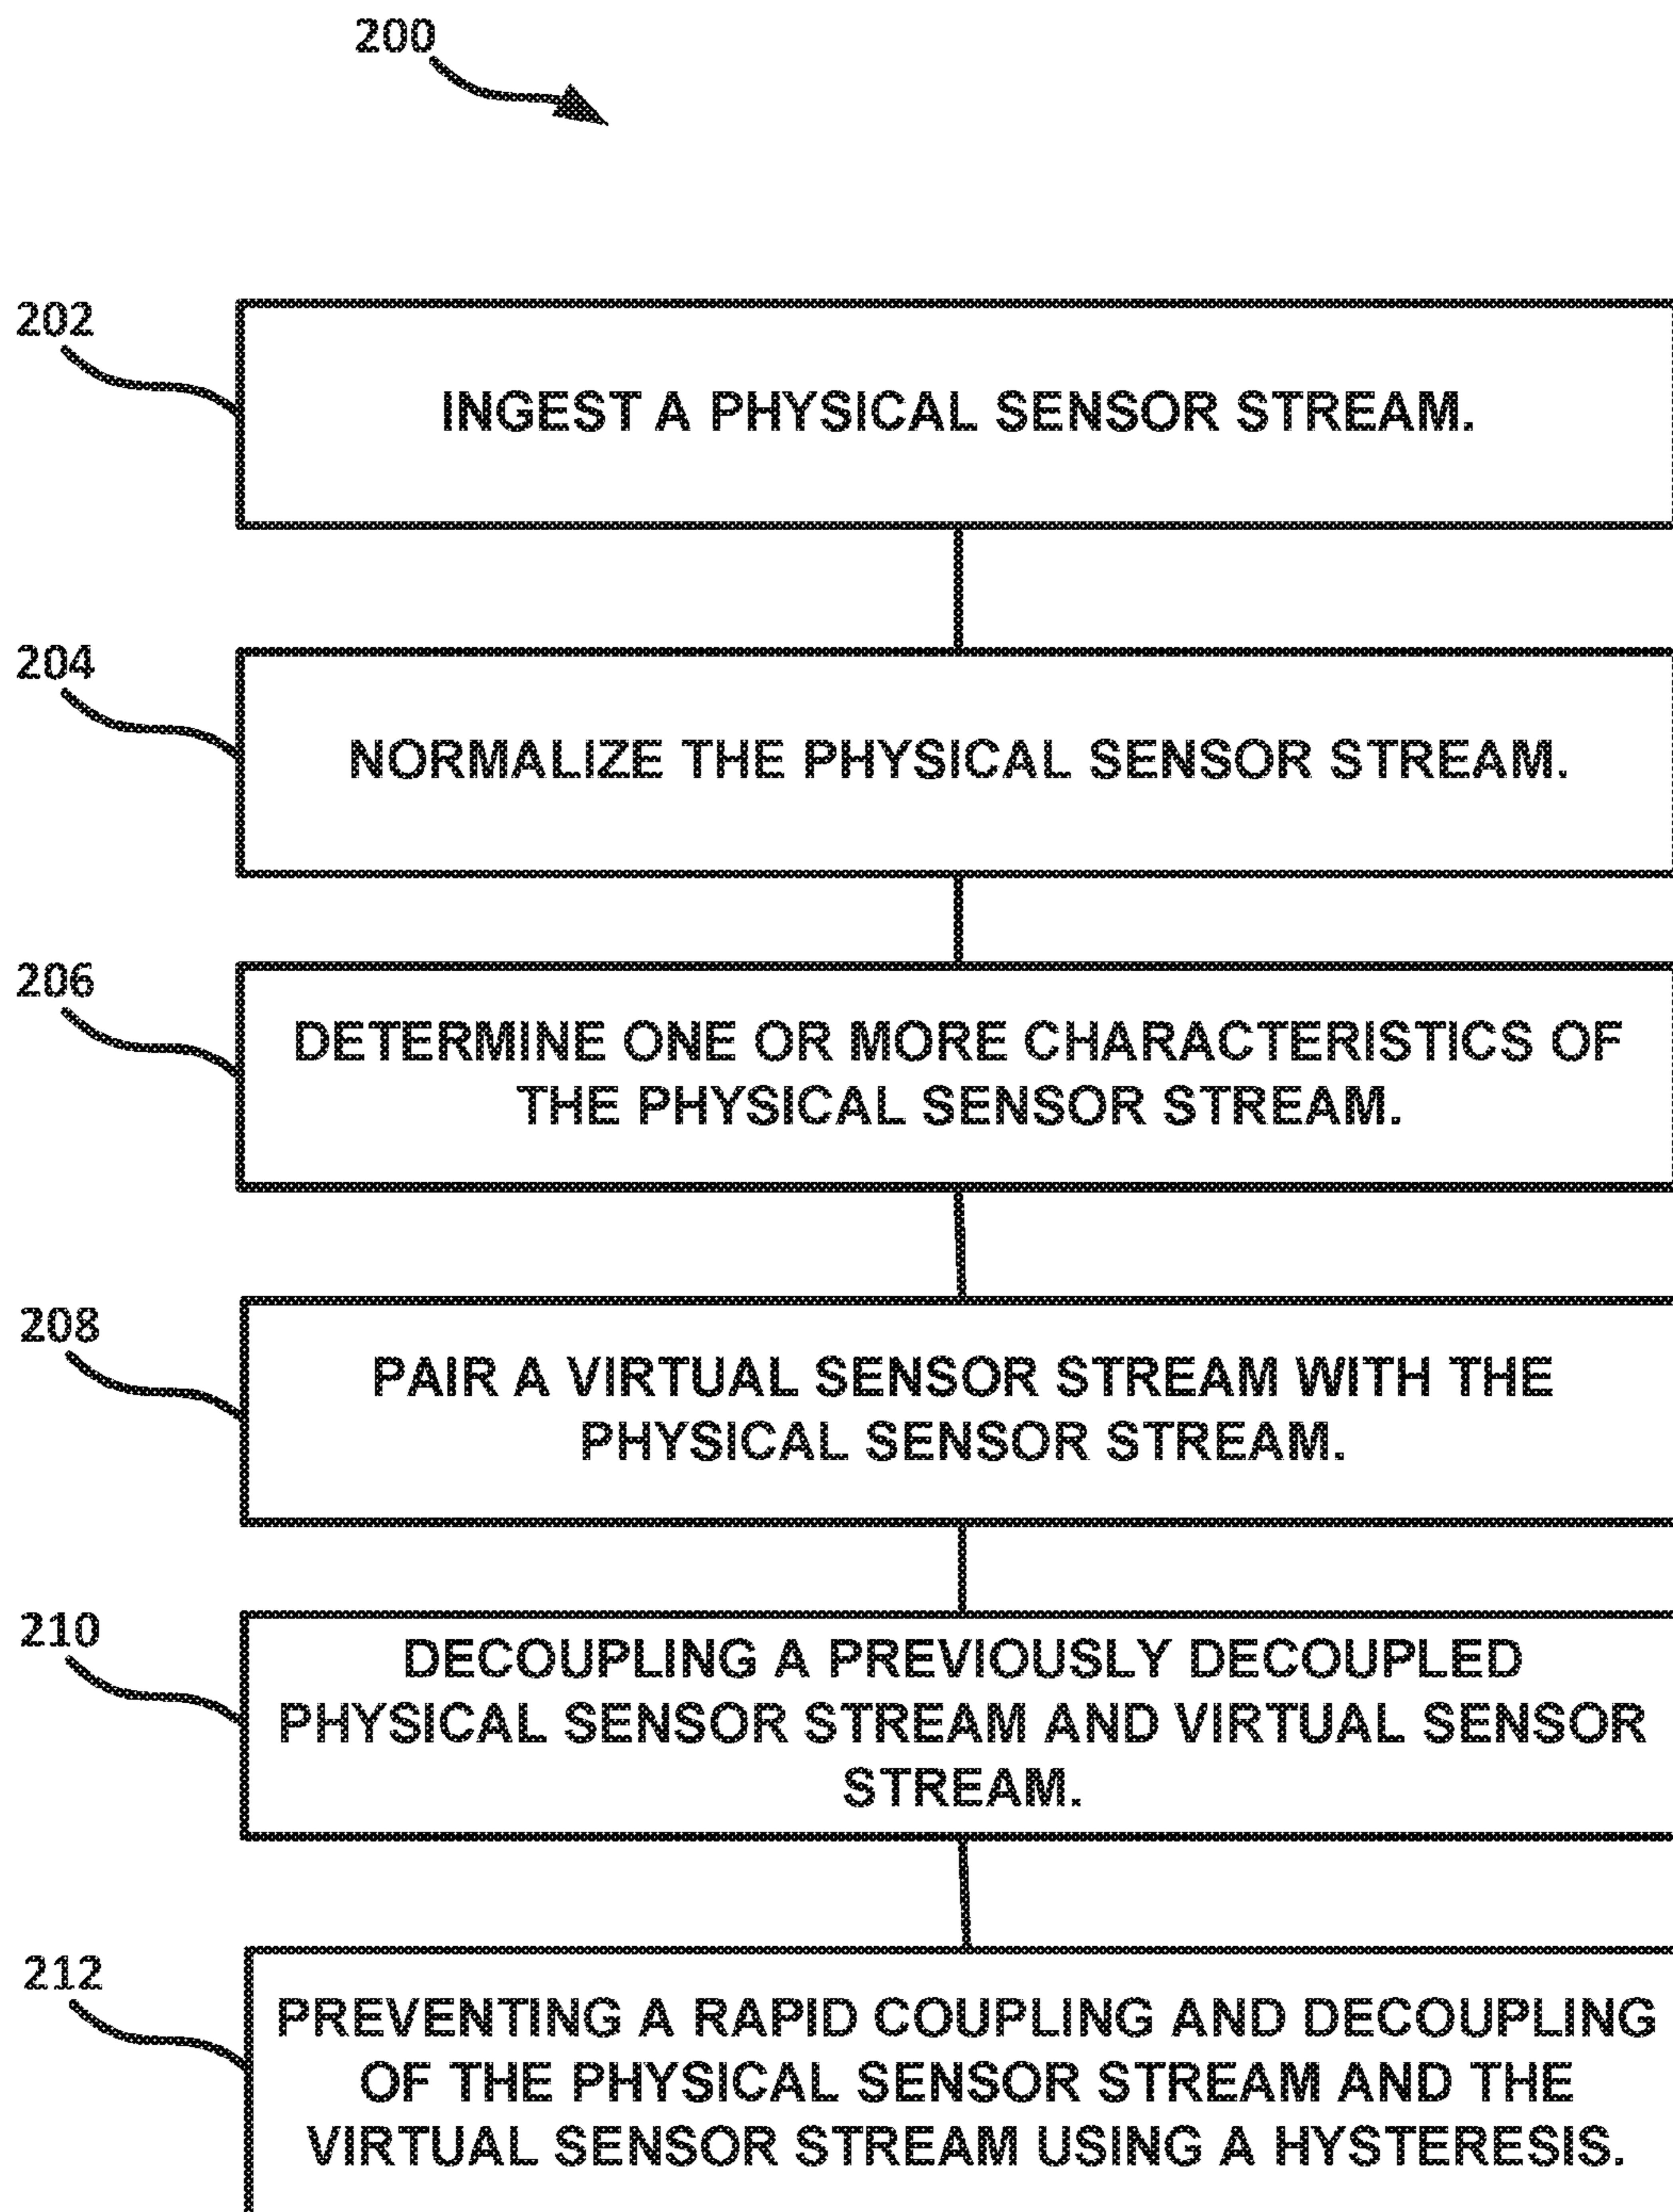 200
202
INGEST A PHYSICAL SENSOR STREAM.
204
NORMALIZE THE PHYSICAL SENSOR STREAM.
206
DETERMINE ONE OR MORE CHARACTERISTICS OF
THE PHYSICAL SENSOR STREAM.
208
PAIR A VIRTUAL SENSOR STREAM WITH THE
PHYSICAL SENSOR STREAM.
210
DECOUPLING A PREVIOUSLY DECOUPLED
PHYSICAL SENSOR STREAM AND VIRTUAL SENSOR
STREAM.
212
PREVENTING A RAPID COUPLING AND DECOUPLING
OF THE PHYSICAL SENSOR STREAM AND THE
VIRTUAL SENSOR STREAM USING A HYSTERESIS.